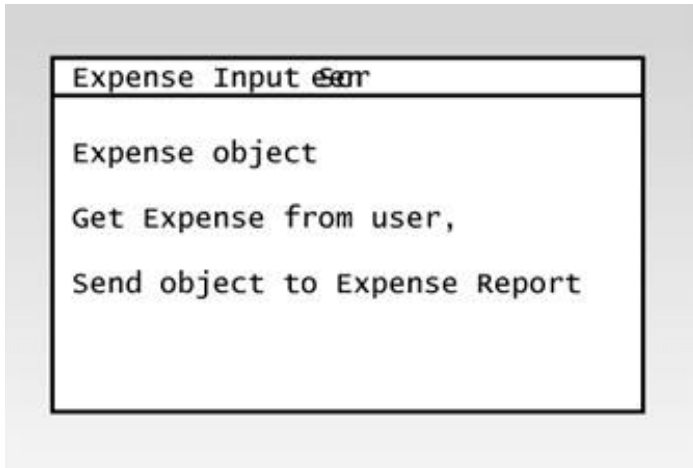 Expense Input
Expense object
Get Expense from user,
Send object to Expense Report